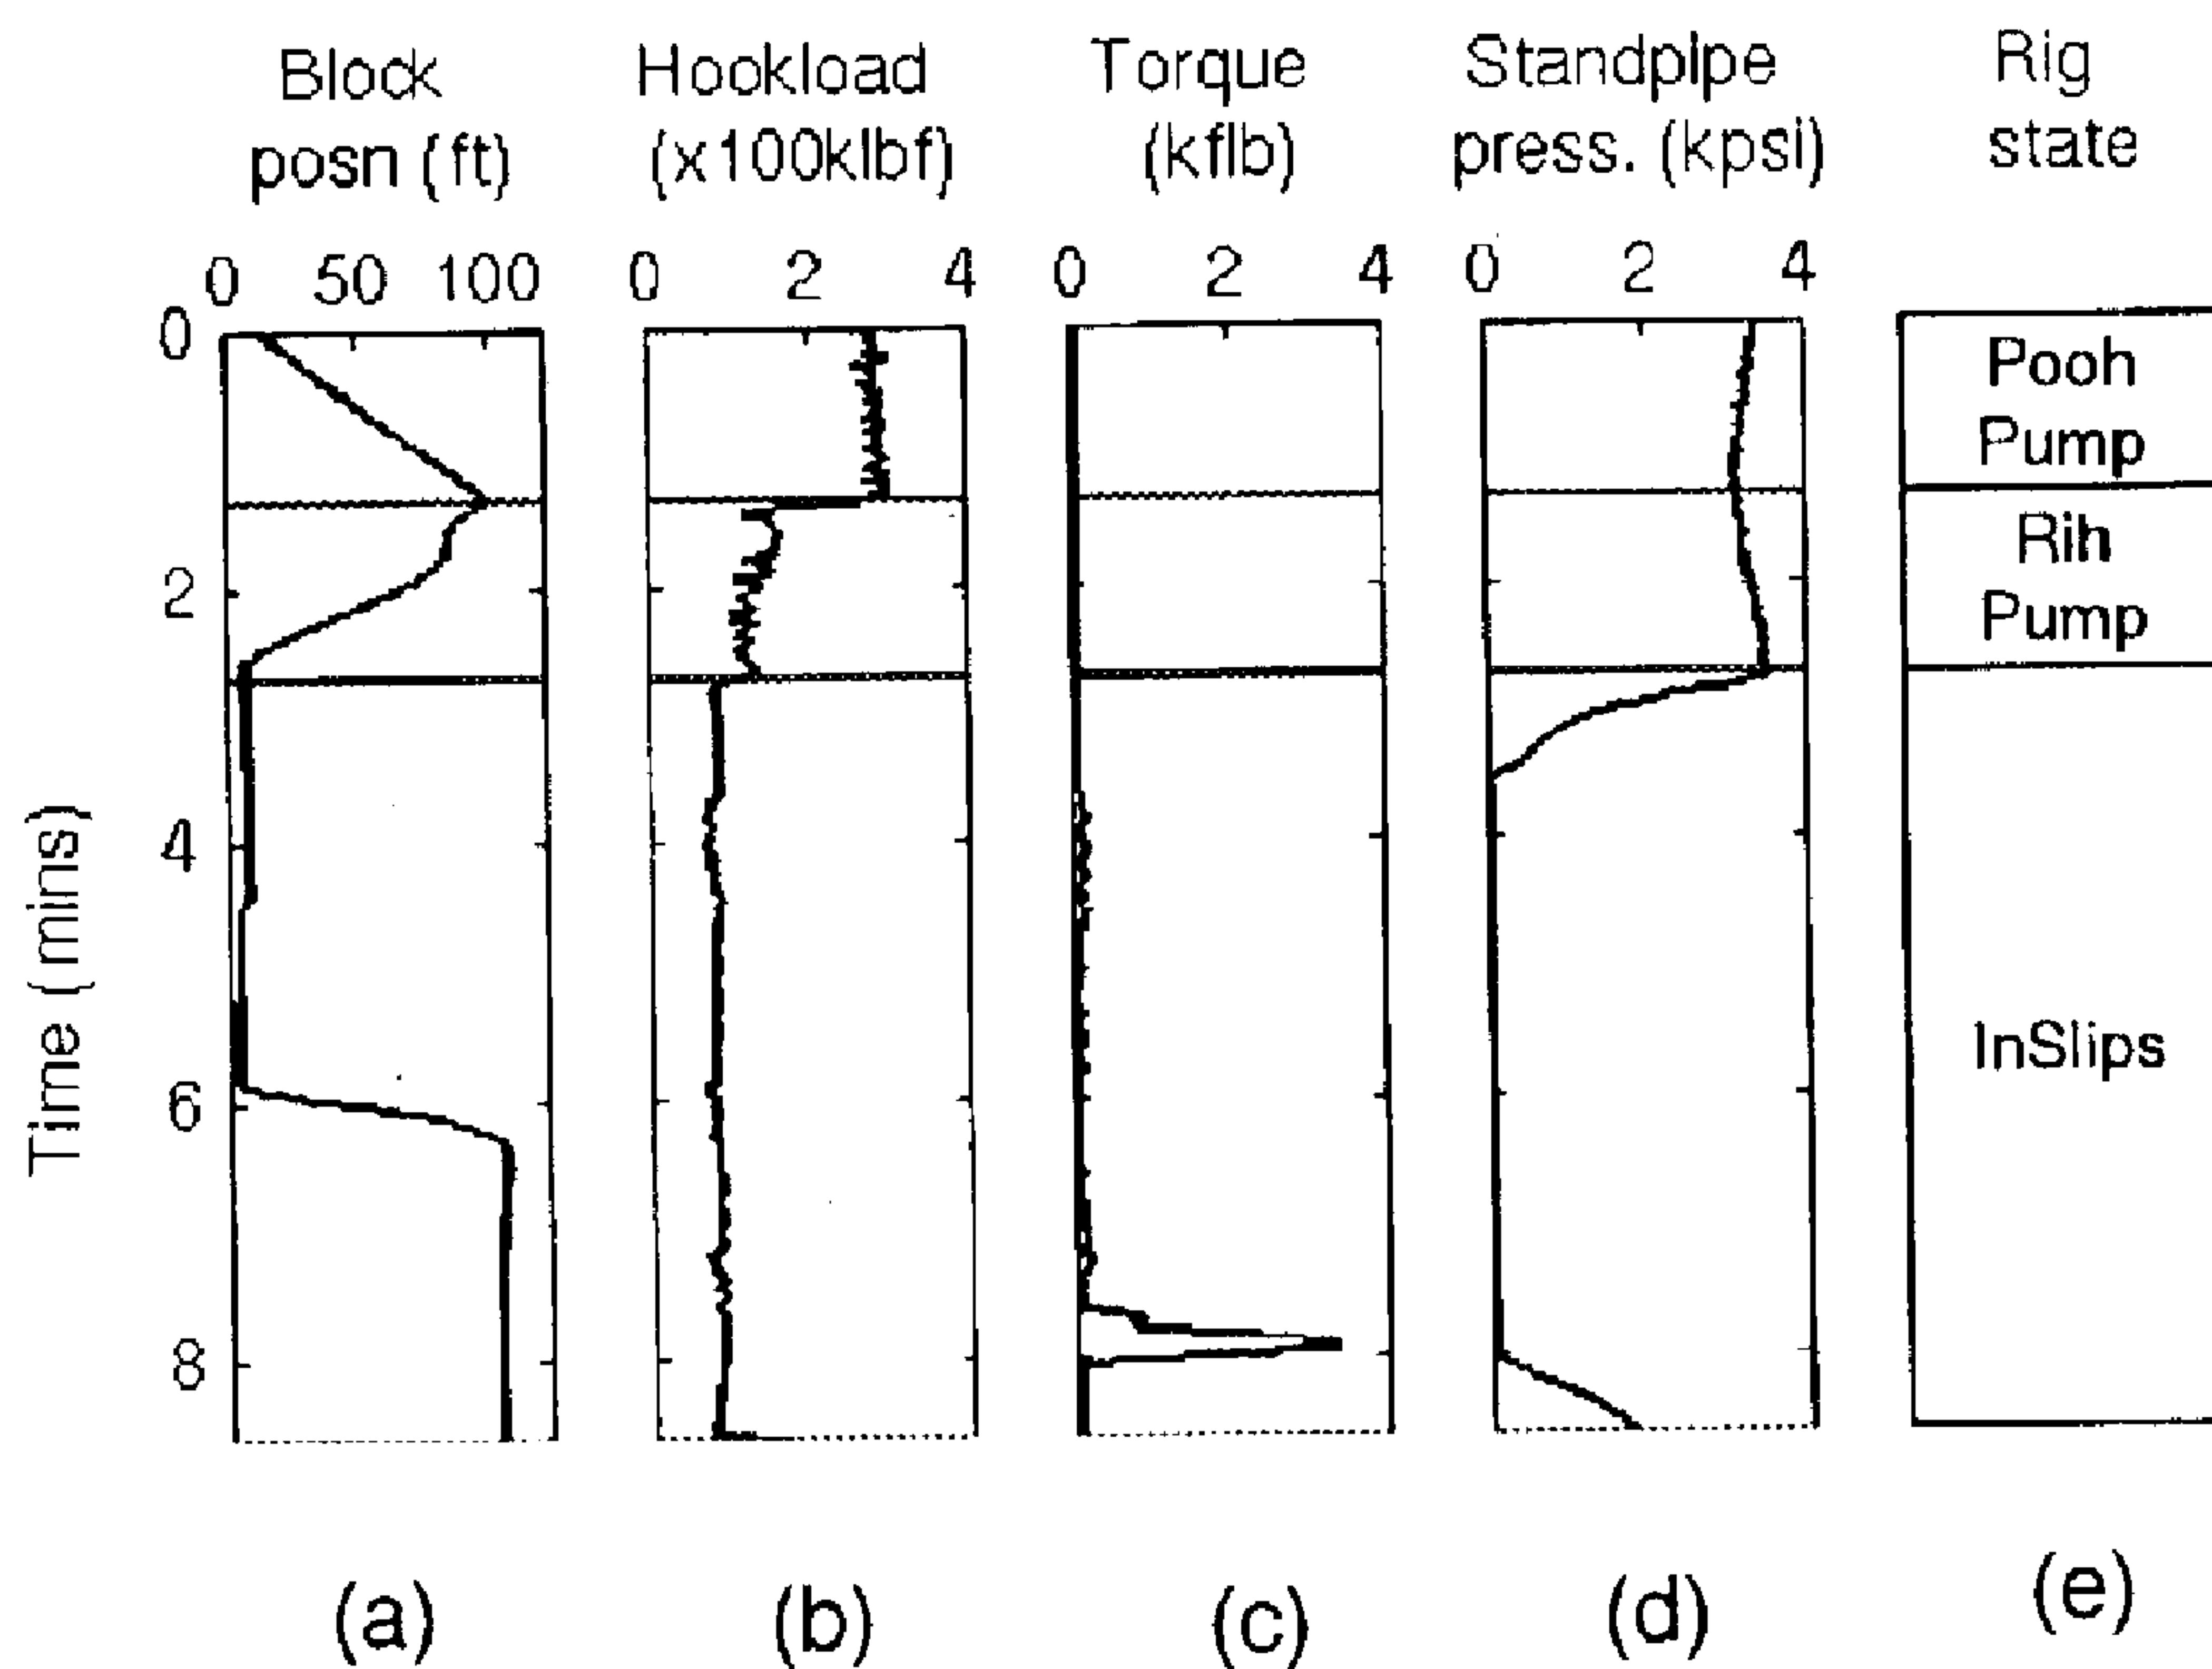 Block
posn (ft)
Hookload
(x100klbf)
Torque
(kflb)
Standpipe
press. (kpsi)
Rig
state
0 50 100
0 2 4
0 2 4
0 2 4
0
2
4
6
8
Time (mins)
Pooh
Pump
Rih
Pump
InSlips
(a)
(b)
(c)
(d)
(e)